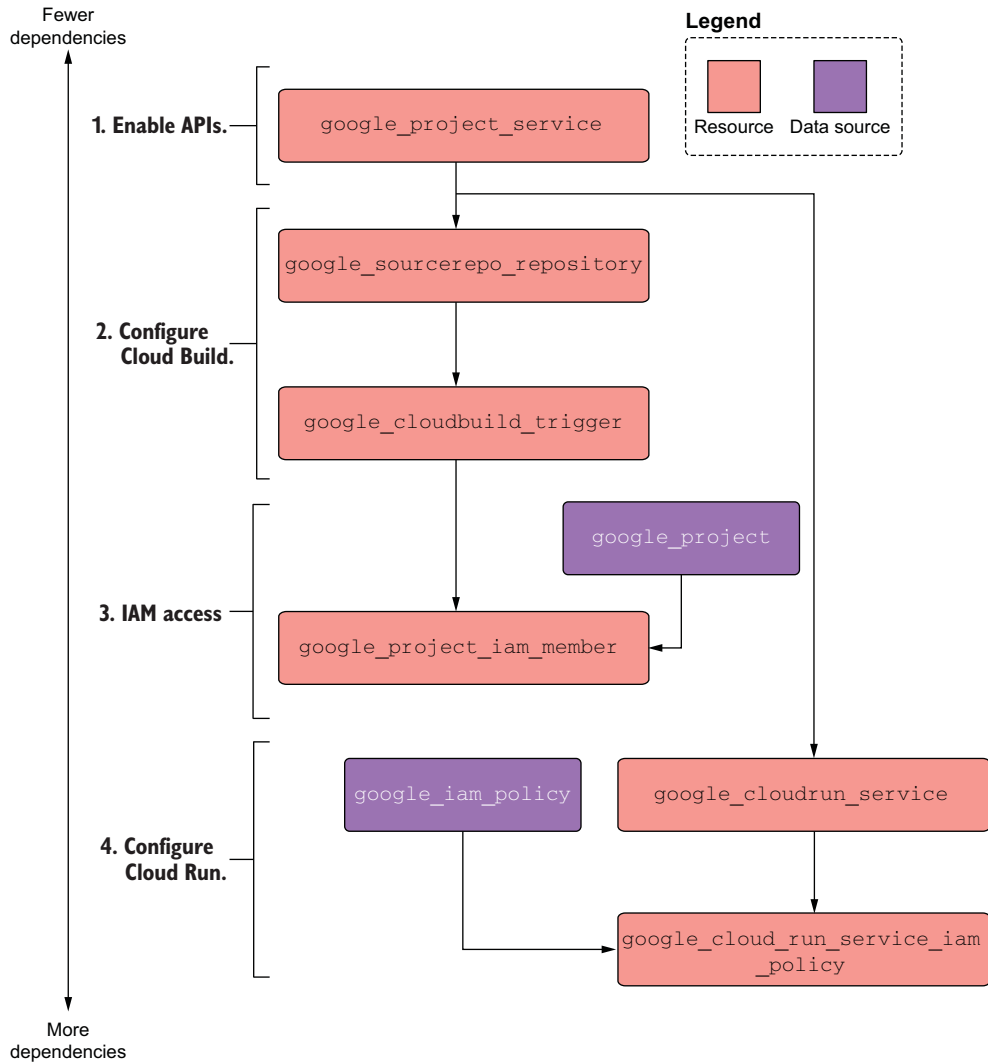 Fewer
dependencies
Legend
Resource
Data source
1. Enable APIs.
google_project_service
google_sourcerepo_repository
2. Configure
Cloud Build.
google_cloudbuild_trigger
google_project
3. IAM access
google_project_iam_member
google_iam_policy
google_cloudrun_service
4. Configure
Cloud Run.
google_cloud_run_service_iam
_policy
More
dependencies